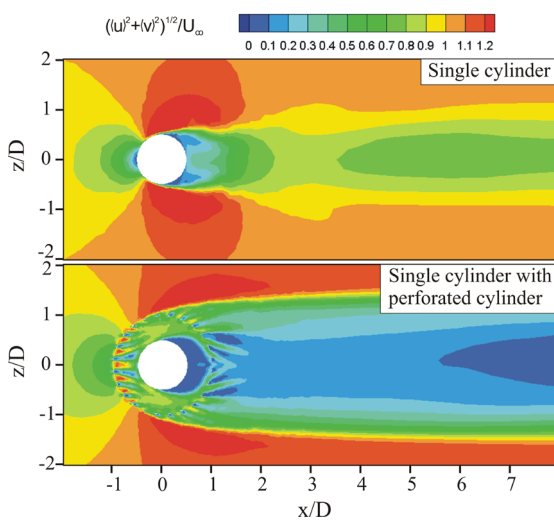 (⟨u⟩²+⟨v⟩²)¹/²/U∞
0 0.1 0.2 0.3 0.4 0.5 0.6 0.7 0.8 0.9 1 1.1 1.2
Single cylinder
2
1
0
-1
-2
z/D
Single cylinder with
perforated cylinder
2
1
0
-1
-2
z/D
-1 0 1 2 3 4 5 6 7
x/D